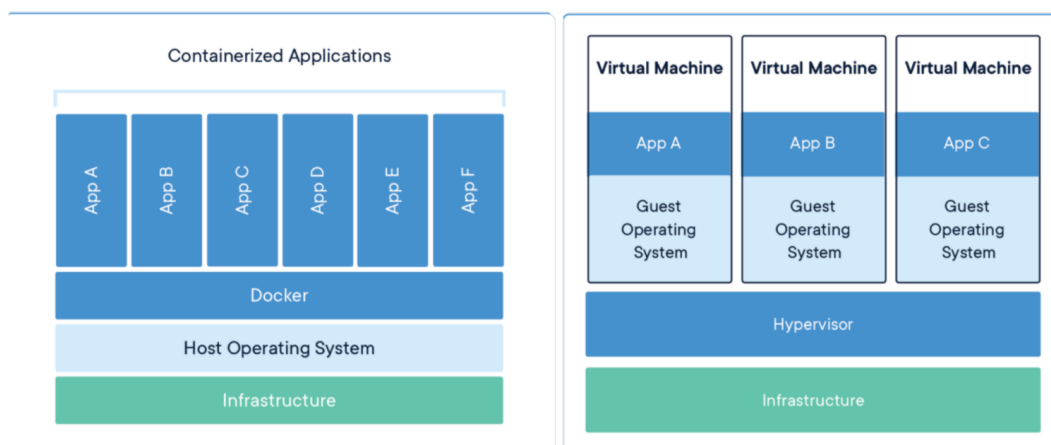 Containerized Applications
App A
App B
App C
App D
App E
App F
Docker
Host Operating System
Infrastructure
Virtual Machine
App A
Guest
Operating
System
Virtual Machine
App B
Guest
Operating
System
Virtual Machine
App C
Guest
Operating
System
Hypervisor
Infrastructure